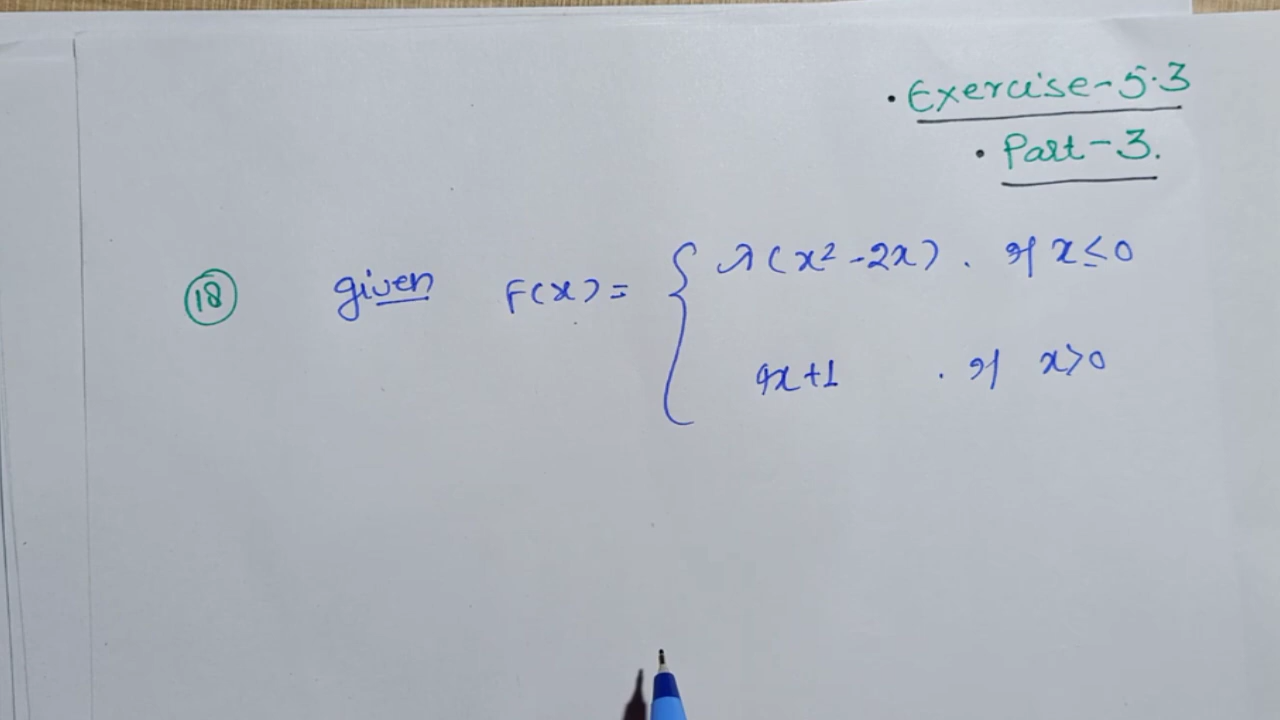 • Exercise-5.3
• Part-3.
18 given F(x) = { λ(x²-2x) . if x≤0
4x+1 . if x>0